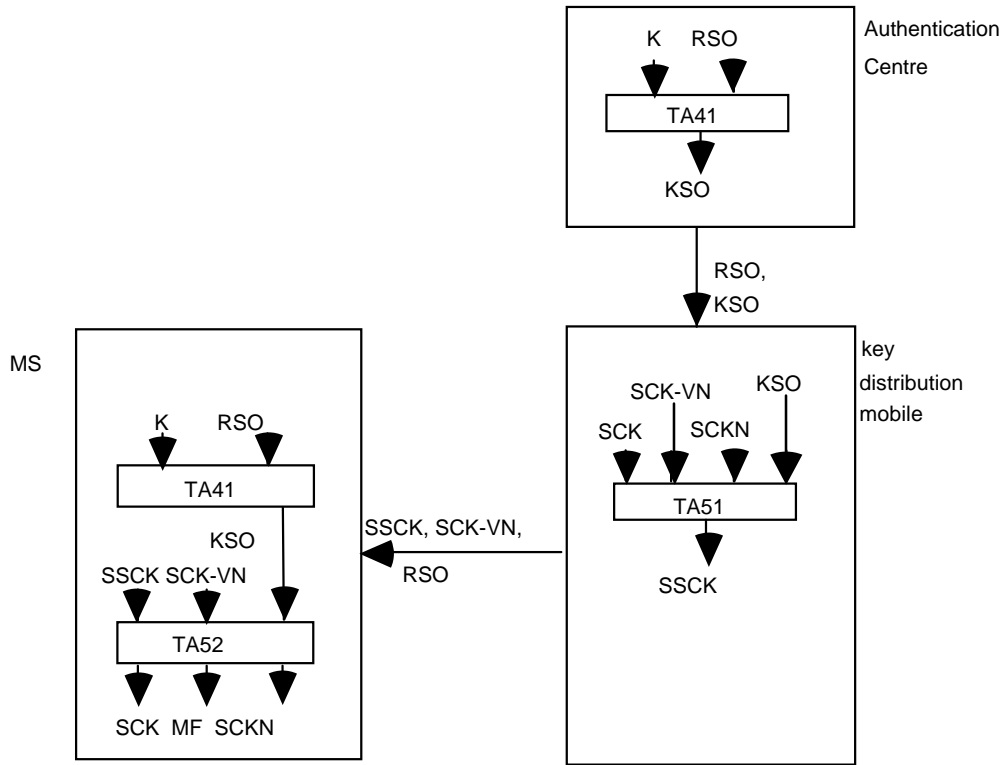 Authentication
Centre
K RSO
TA41
KSO
RSO,
KSO
MS
key
distribution
mobile
KSO
SCK-VN
SCK SCKN
TA51
SSCK
K RSO
TA41
KSO
SSCK SCK-VN
TA52
SCK MF SCKN
SSCK, SCK-VN,
RSO